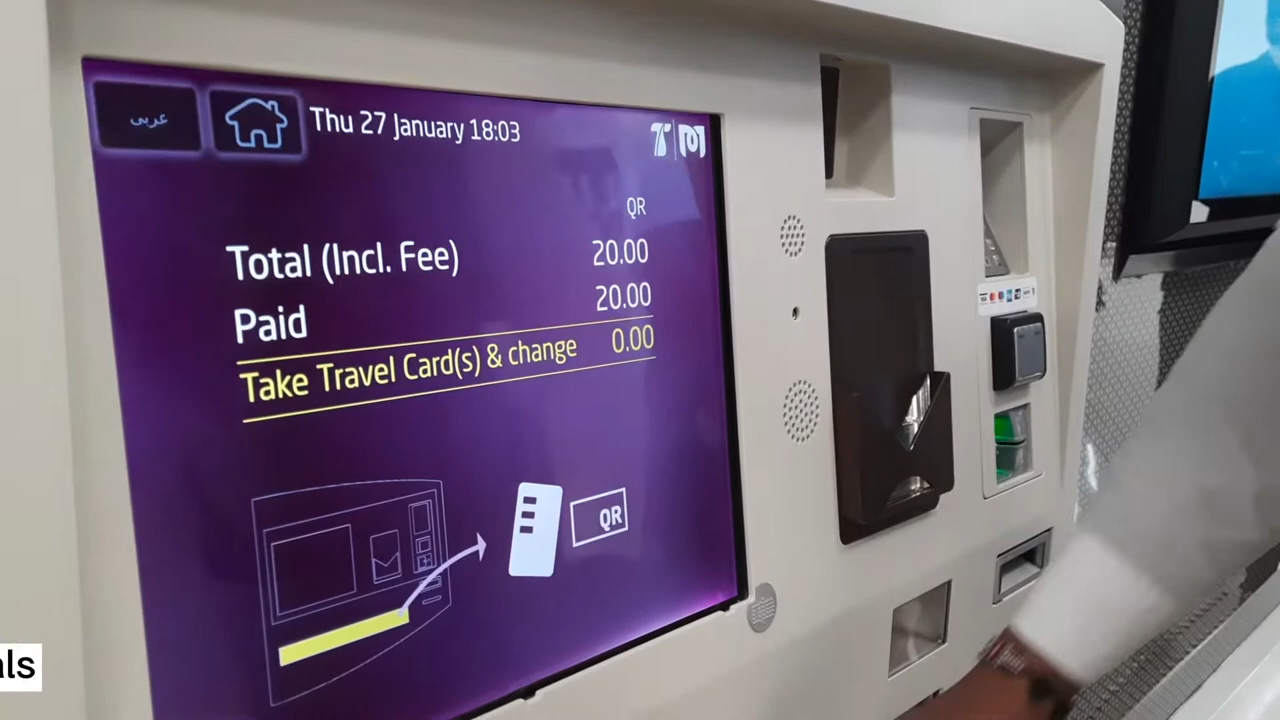 عربى
Thu 27 January 18:03
QR
Total (Incl. Fee) 20.00
Paid 20.00
Take Travel Card(s) & change 0.00
QR
als